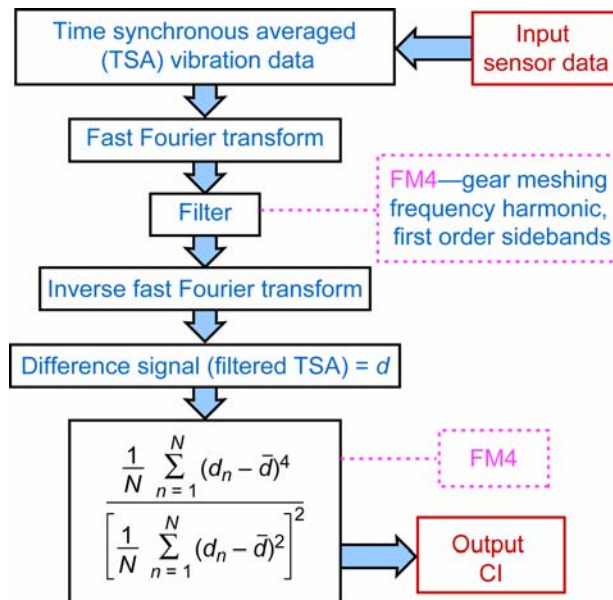 Time synchronous averaged
(TSA) vibration data
Input
sensor data
Fast Fourier transform
Filter
FM4—gear meshing
frequency harmonic,
first order sidebands
Inverse fast Fourier transform
Difference signal (filtered TSA) = d
1/N N∑n = 1 (dn – d̄)4
[1/N N∑n = 1 (dn – d̄)2]2
FM4
Output
CI